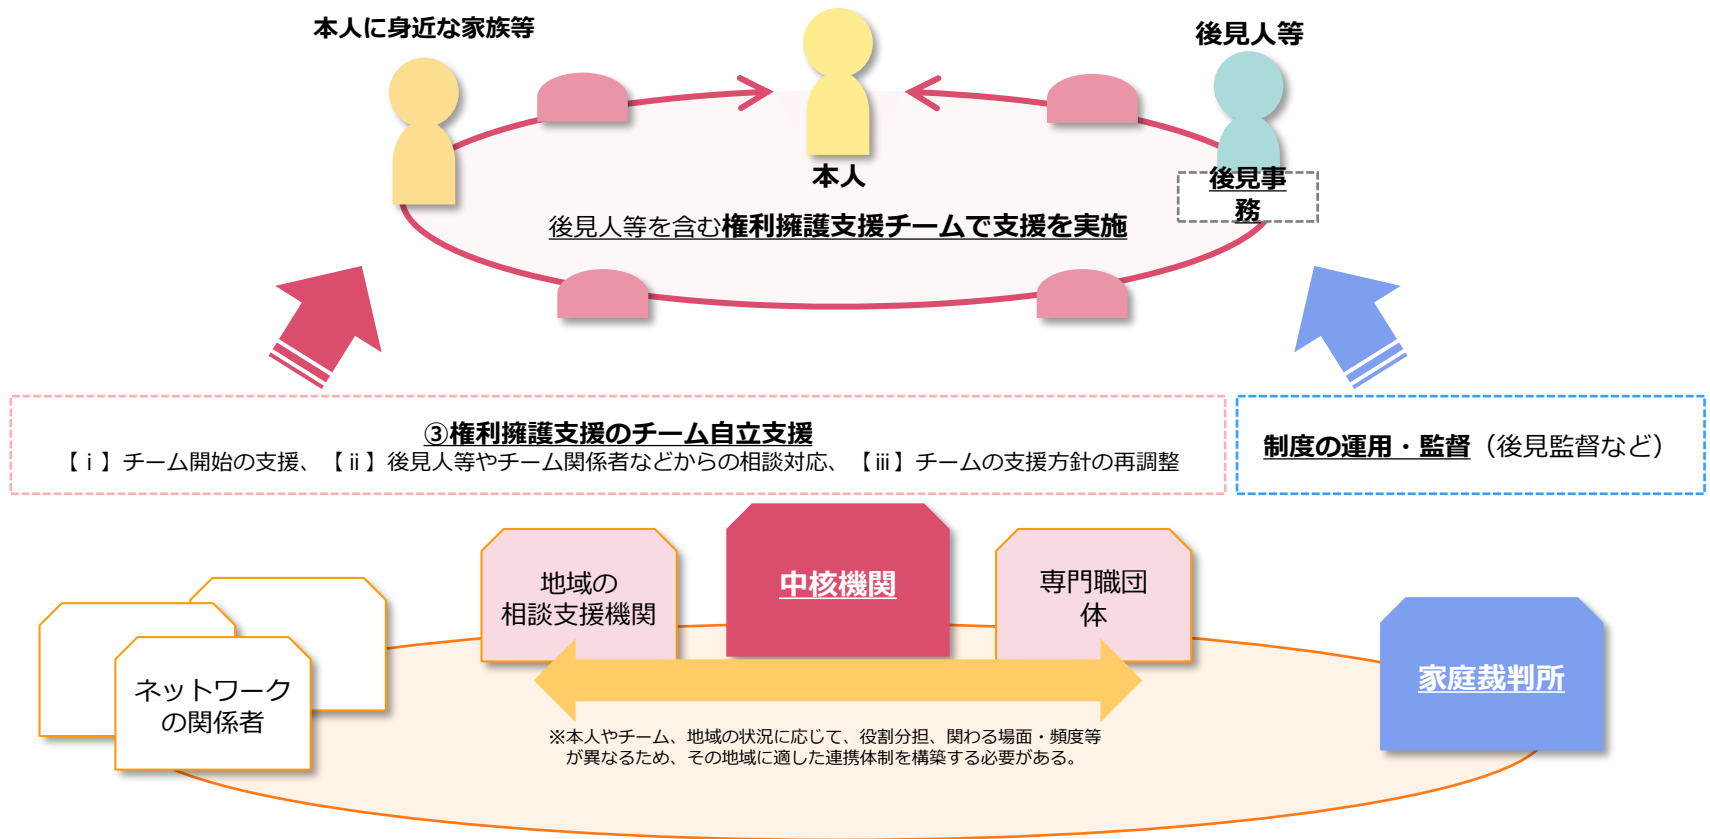 本人に身近な家族等
後見人等
本人
後見事
務
後見人等を含む権利擁護支援チームで支援を実施
③権利擁護支援のチーム自立支援
【ⅰ】チーム開始の支援、【ⅱ】後見人等やチーム関係者などからの相談対応、【ⅲ】チームの支援方針の再調整
制度の運用・監督（後見監督など）
地域の
相談支援機関
中核機関
専門職団
体
家庭裁判所
ネットワーク
の関係者
※本人やチーム、地域の状況に応じて、役割分担、関わる場面・頻度等
が異なるため、その地域に適した連携体制を構築する必要がある。